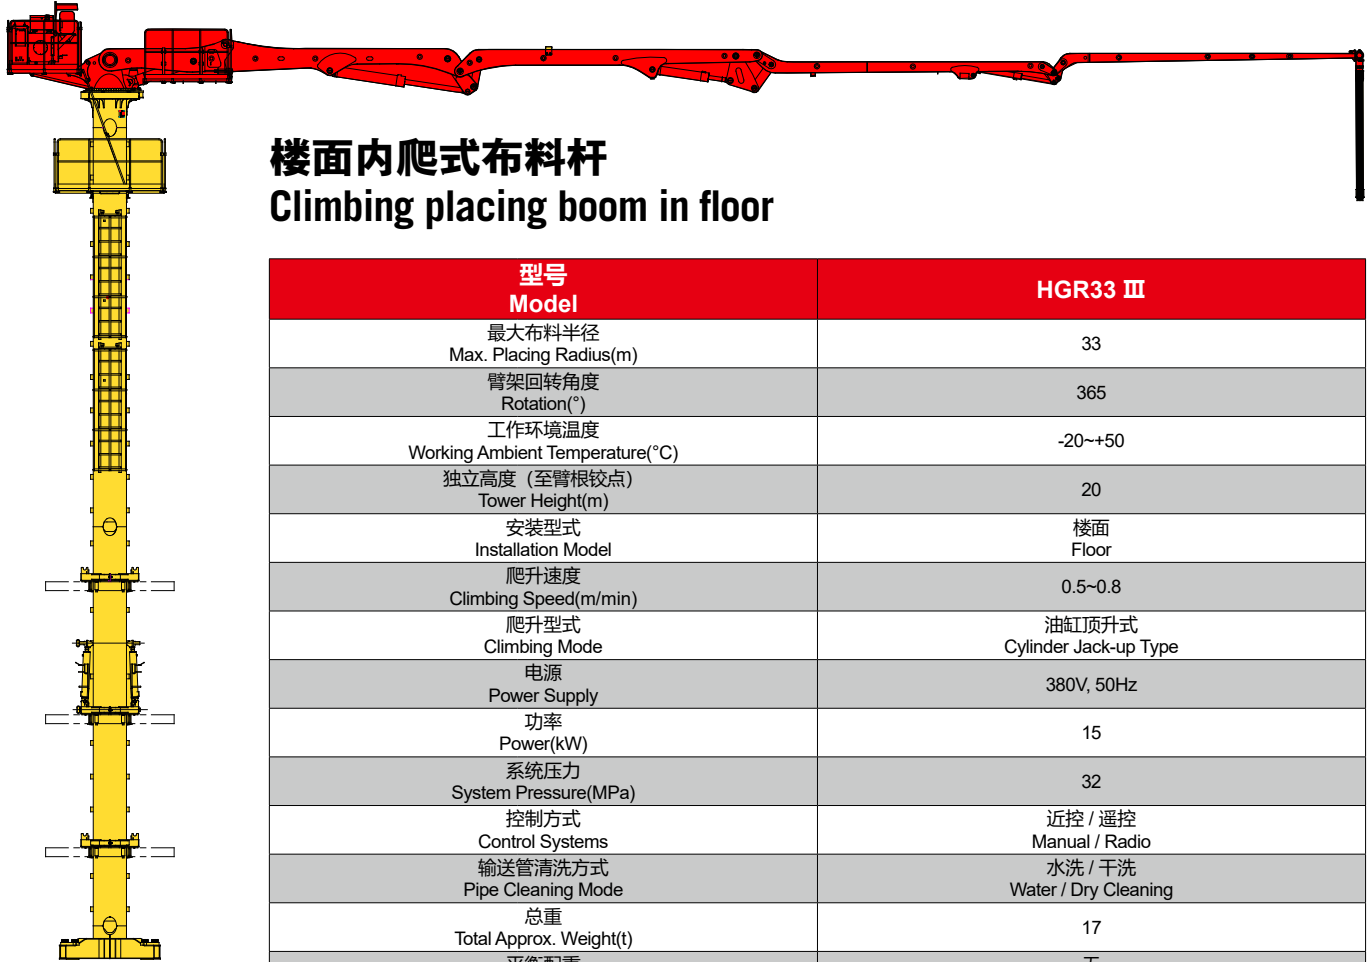 楼面内爬式布料杆
Climbing placing boom in floor
型号
Model
HGR33 Ⅲ
最大布料半径
Max. Placing Radius(m)
33
臂架回转角度
Rotation(°)
365
工作环境温度
Working Ambient Temperature(°C)
-20~+50
独立高度（至臂根铰点）
Tower Height(m)
20
安装型式
Installation Model
楼面
Floor
爬升速度
Climbing Speed(m/min)
0.5~0.8
爬升型式
Climbing Mode
油缸顶升式
Cylinder Jack-up Type
电源
Power Supply
380V, 50Hz
功率
Power(kW)
15
系统压力
System Pressure(MPa)
32
控制方式
Control Systems
近控 / 遥控
Manual / Radio
输送管清洗方式
Pipe Cleaning Mode
水洗 / 干洗
Water / Dry Cleaning
总重
Total Approx. Weight(t)
17
平衡配重